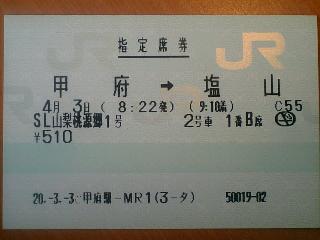 指定席券
JR
甲府 → 塩山
4月 3日 ( 8:22発) (9:10着) C55
SL山梨桃源郷1号 2号車 1番B席
¥510
20.-3.-3 甲府駅-MR1(3-タ) 50019-02